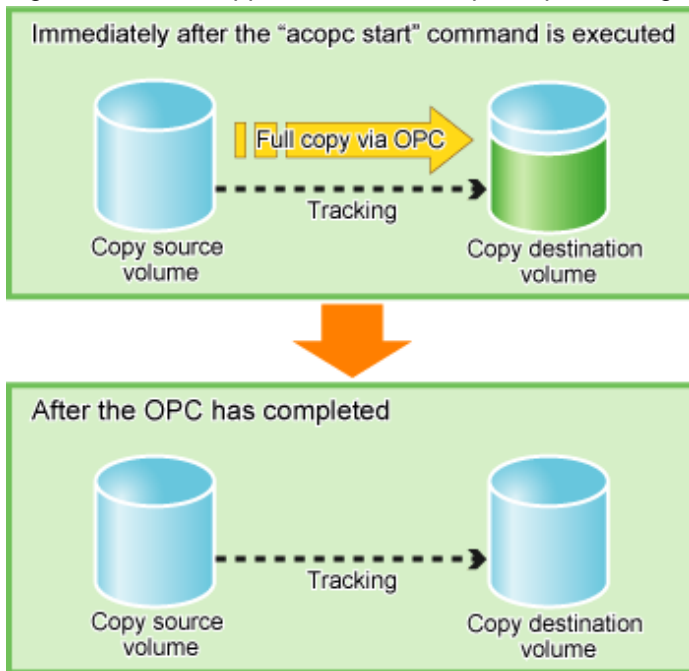 Immediately after the “acopc start” command is executed
Full copy via OPC
Tracking
Copy source
volume
Copy destination
volume
After the OPC has completed
Tracking
Copy source
volume
Copy destination
volume